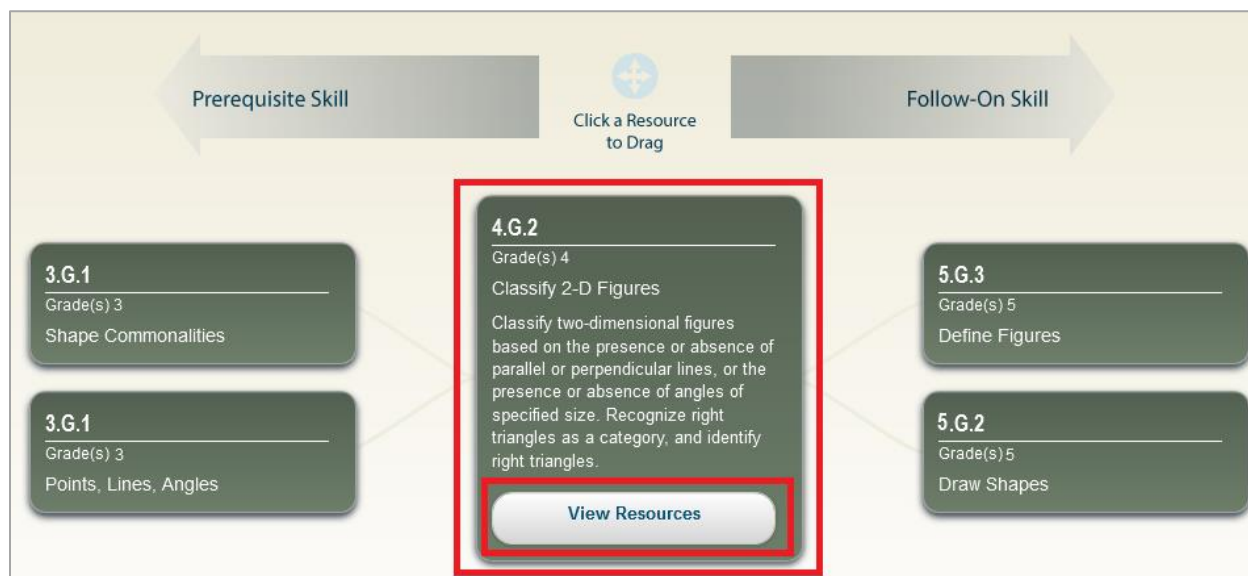 Prerequisite Skill
Click a Resource
to Drag
Follow-On Skill
3.G.1
Grade(s) 3
Shape Commonalities
3.G.1
Grade(s) 3
Points, Lines, Angles
4.G.2
Grade(s) 4
Classify 2-D Figures
Classify two-dimensional figures
based on the presence or absence of
parallel or perpendicular lines, or the
presence or absence of angles of
specified size. Recognize right
triangles as a category, and identify
right triangles.
View Resources
5.G.3
Grade(s) 5
Define Figures
5.G.2
Grade(s) 5
Draw Shapes